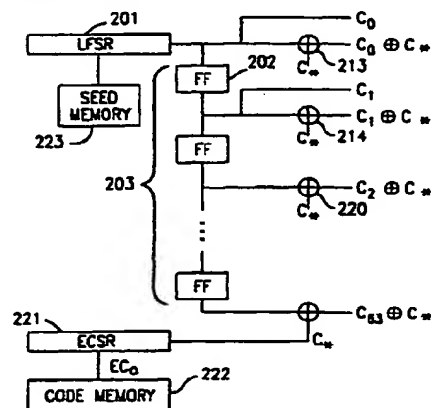 201
LFSR
202
203
FF
SEED
MEMORY
223
C₀
C₀ ⊕ C*
213
C*
C₁
C₁ ⊕ C*
214
C*
FF
C₂ ⊕ C*
220
C*
FF
C₆₃ ⊕ C*
C*
221
ECSR
EC₀
222
CODE MEMORY